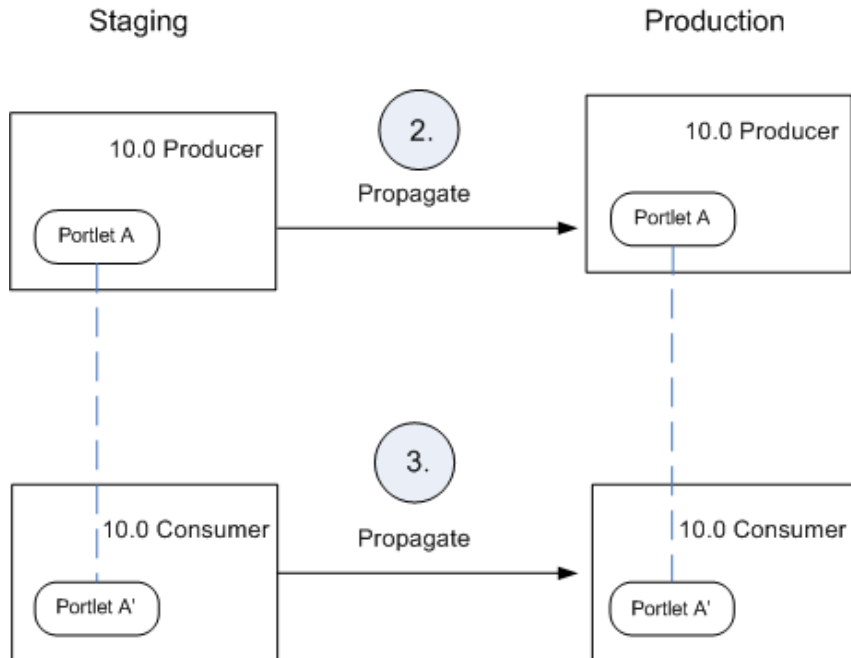 Staging
Production
10.0 Producer
2.
10.0 Producer
Propagate
Portlet A
Portlet A
3.
10.0 Consumer
Propagate
10.0 Consumer
Portlet A'
Portlet A'